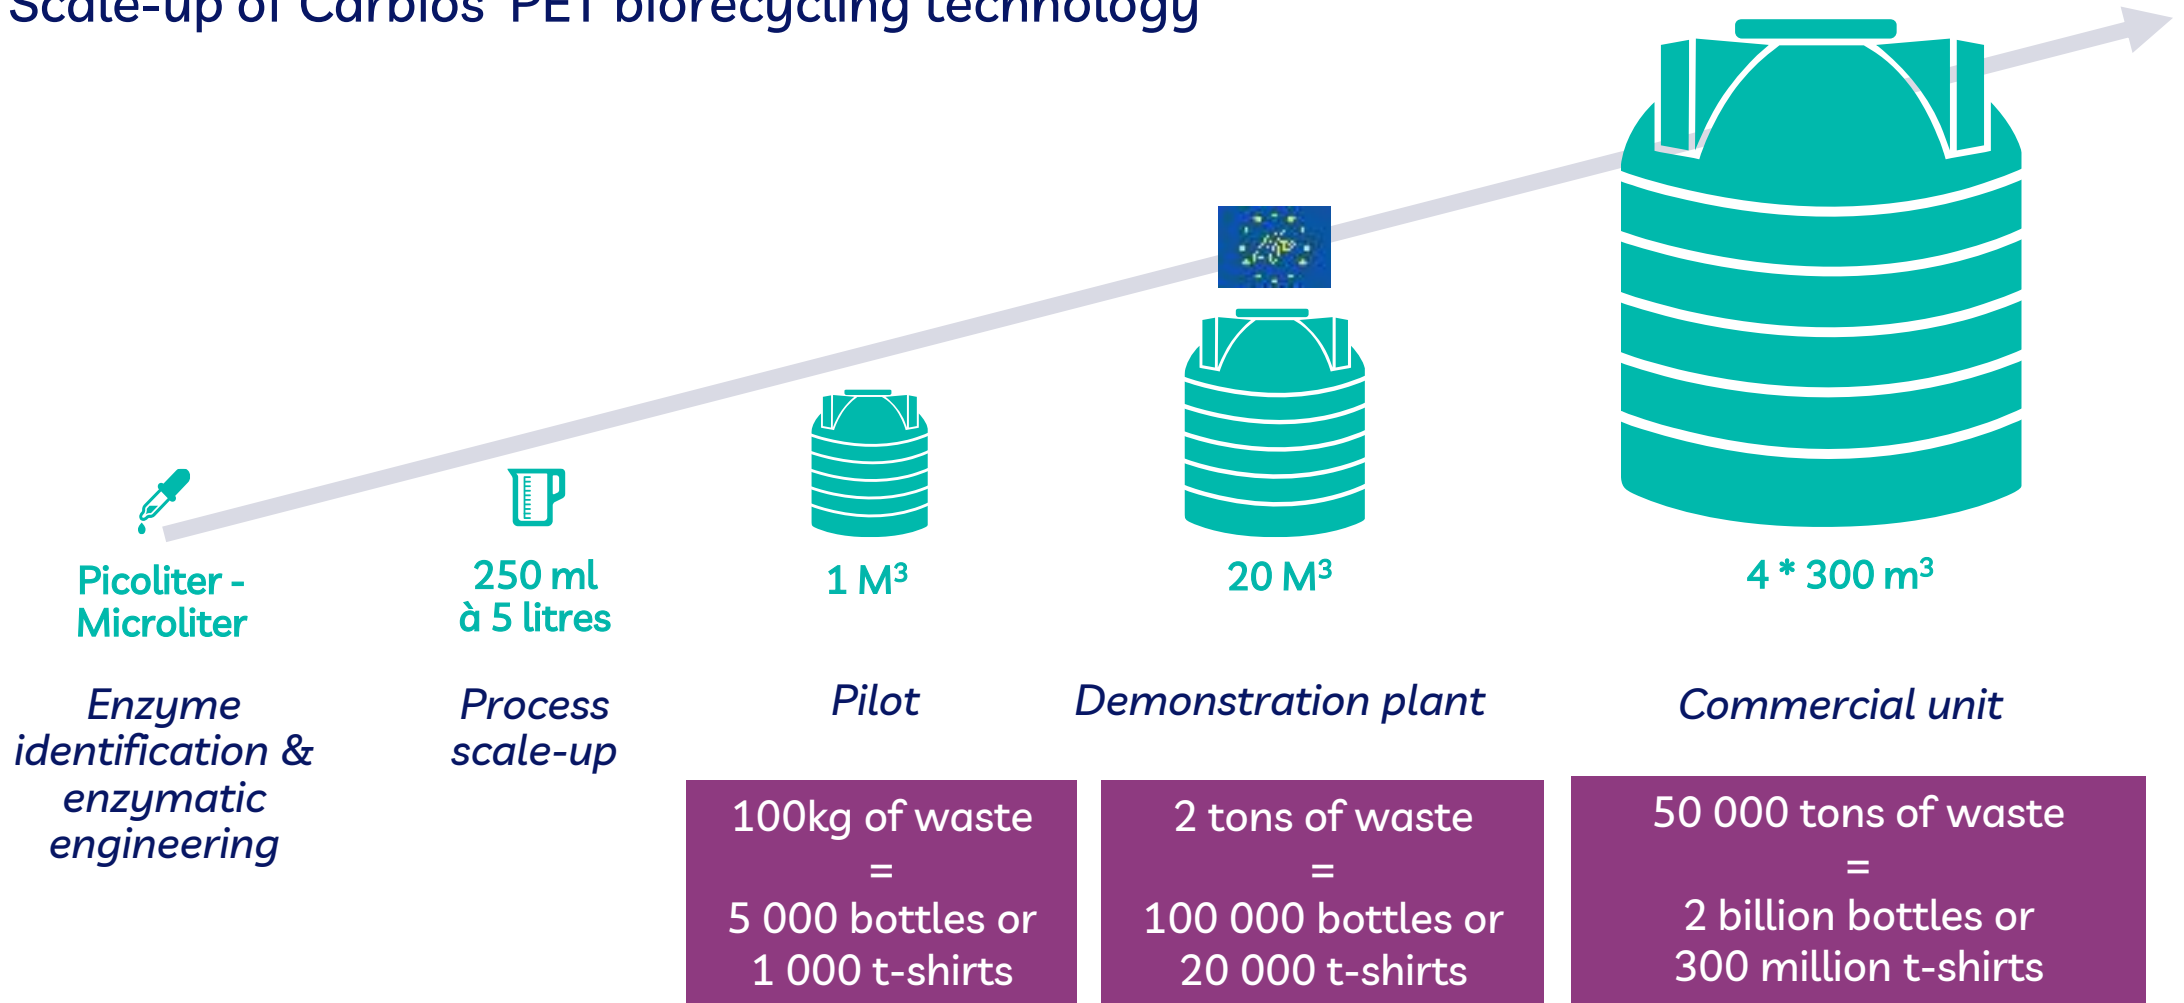 Scale-up of Carbios' PET biorecycling technology
Picoliter -
Microliter
Enzyme
identification &
enzymatic
engineering
250 ml
à 5 litres
Process
scale-up
1 M³
Pilot
100kg of waste
=
5 000 bottles or
1 000 t-shirts
20 M³
Demonstration plant
2 tons of waste
=
100 000 bottles or
20 000 t-shirts
4 * 300 m³
Commercial unit
50 000 tons of waste
=
2 billion bottles or
300 million t-shirts